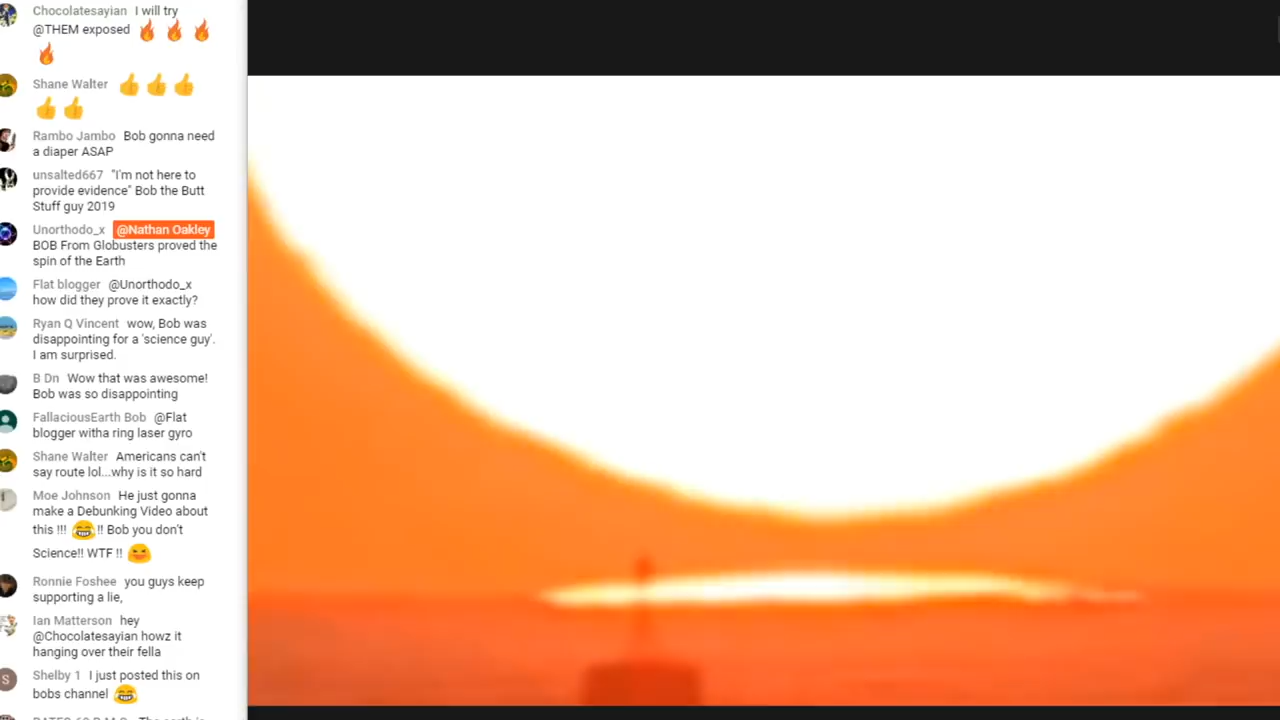 Chocolatesayian I will try
@THEM exposed
Shane Walter
Rambo Jambo Bob gonna need
a diaper ASAP
unsalted667 "I'm not here to
provide evidence" Bob the Butt
Stuff guy 2019
Unorthodo_x @Nathan Oakley
BOB From Globusters proved the
spin of the Earth
Flat blogger @Unorthodo_x
how did they prove it exactly?
Ryan Q Vincent wow, Bob was
disappointing for a 'science guy'.
I am surprised.
B Dn Wow that was awesome!
Bob was so disappointing
FallaciousEarth Bob @Flat
blogger witha ring laser gyro
Shane Walter Americans can't
say route lol...why is it so hard
Moe Johnson He just gonna
make a Debunking Video about
this !!! !! Bob you don't
Science!! WTF !!
Ronnie Foshee you guys keep
supporting a lie,
Ian Matterson hey
@Chocolatesayian howz it
hanging over their fella
Shelby 1 I just posted this on
bobs channel